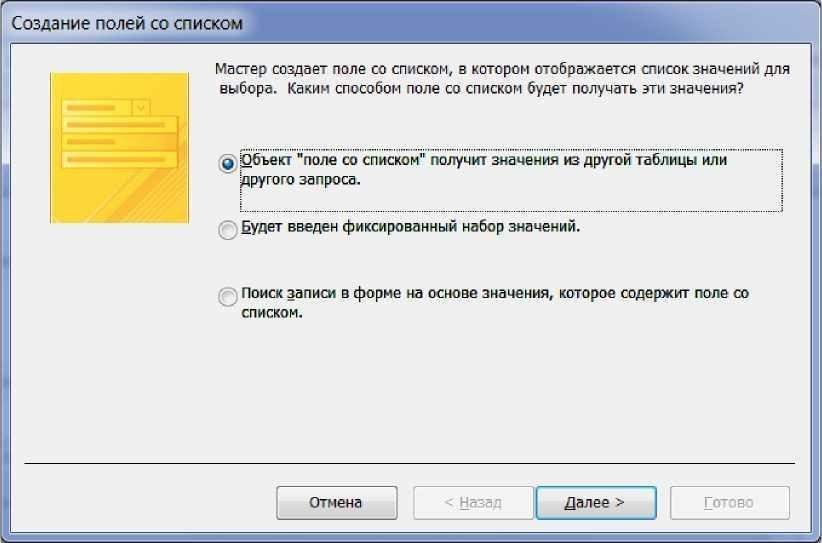 Создание полей со списком
Мастер создает поле со списком, в котором отображается список значений для
выбора. Каким способом поле со списком будет получать эти значения?
Объект "поле со списком" получит значения из другой таблицы или
другого запроса.
Будет введен фиксированный набор значений.
Поиск записи в форме на основе значения, которое содержит поле со
списком.
Отмена
< Назад
Далее >
Готово